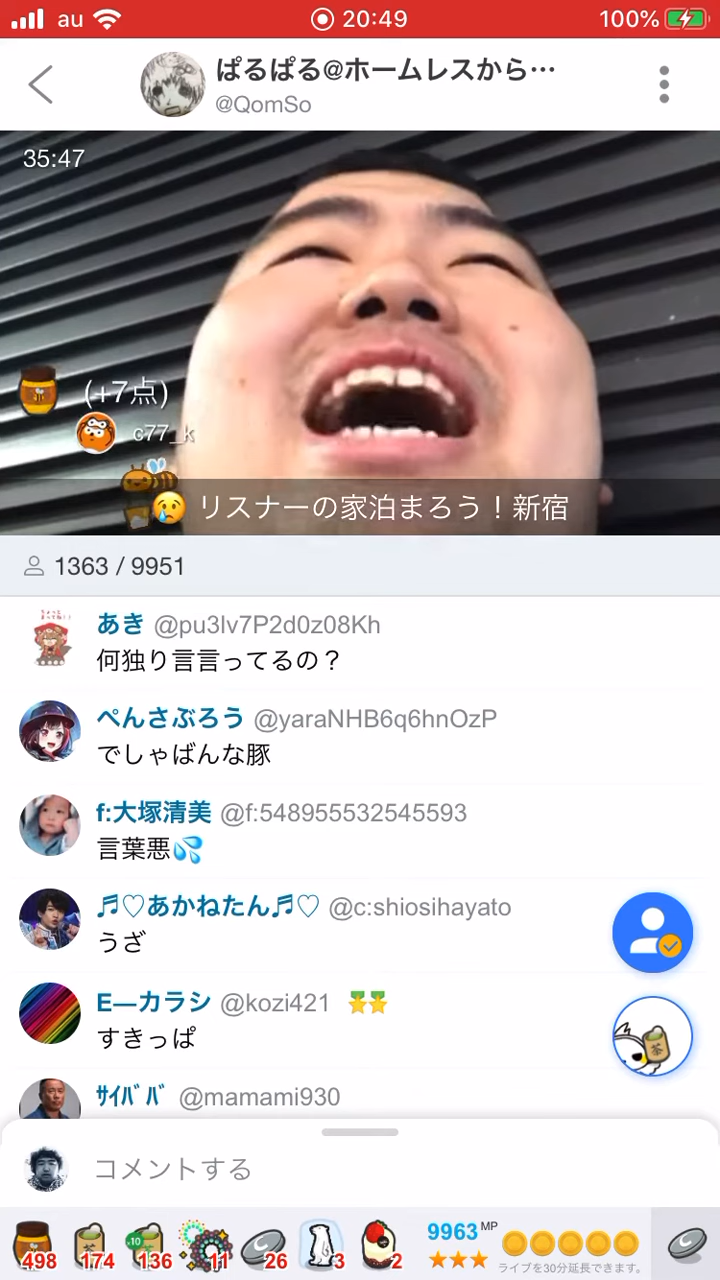 au 20:49 100%
ぱるぱる@ホームレスから…
@QomSo
35:47
(+7点)
c77_k
リスナーの家泊まろう！新宿
1363 / 9951
あき @pu3lv7P2d0z08Kh
何独り言言ってるの？
ぺんさぶろう @yaraNHB6q6hnOzP
でしゃばんな豚
f:大塚清美 @f:548955532545593
言葉悪💦
♬♡あかねたん♬♡ @c:shiosihayato
うざ
E―カラシ @kozi421
すきっぱ
茶
ｻｲﾊﾞﾊﾞ @mamami930
コメントする
498 174 +10 136 11 26 3 2 9963 MP
ライブを30分延長できます。